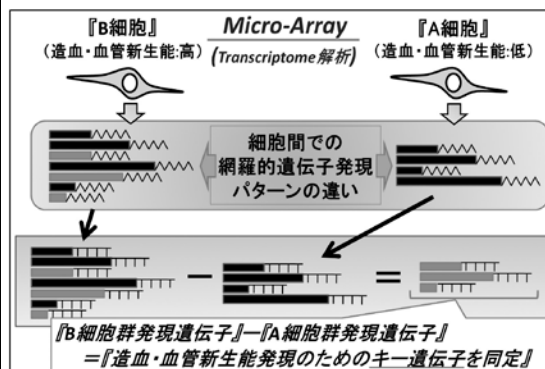 『B細胞』
(造血・血管新生能:高)
Micro-Array
(Transcriptome解析)
『A細胞』
(造血・血管新生能:低)
細胞間での
網羅的遺伝子発現
パターンの違い
『B細胞群発現遺伝子』―『A細胞群発現遺伝子』
=『造血・血管新生能発現のためのキー遺伝子を同定』